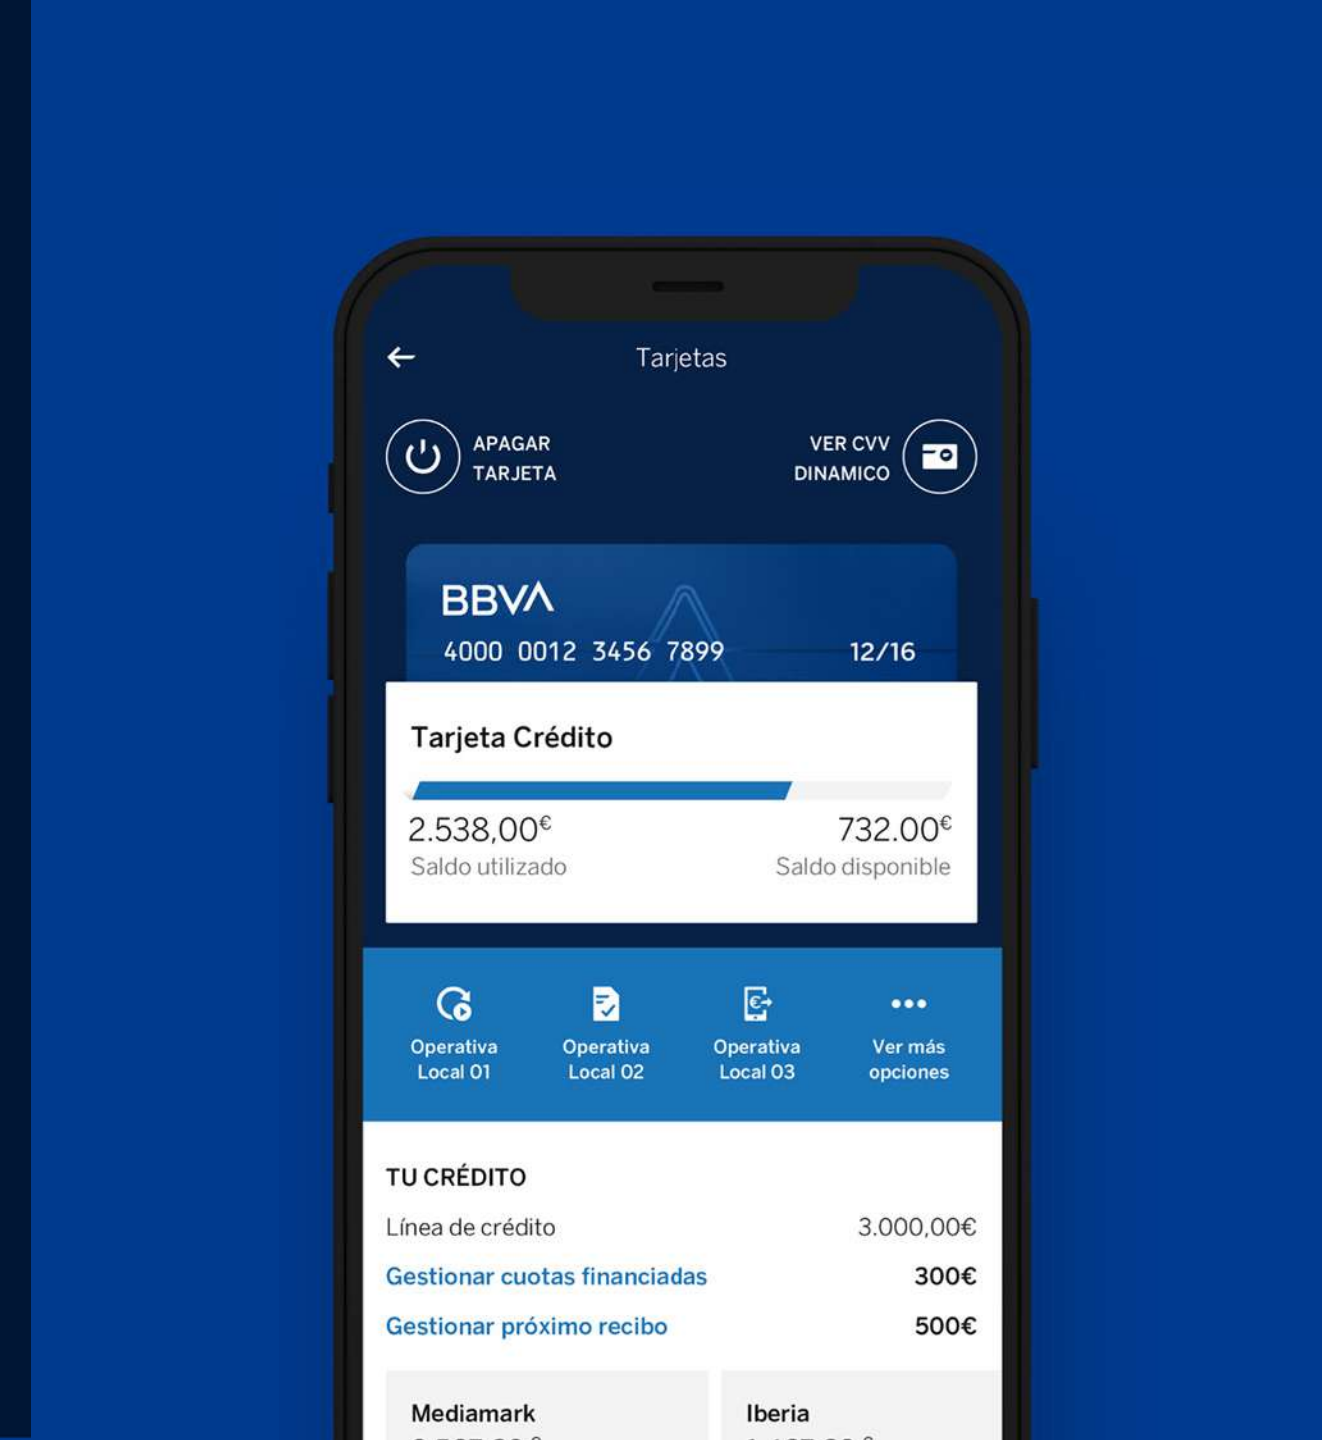 Tarjetas
APAGAR
TARJETA
VER CVV
DINAMICO
BBVA
4000 0012 3456 7899 12/16
Tarjeta Crédito
2.538,00€ 732.00€
Saldo utilizado Saldo disponible
Operativa
Local 01
Operativa
Local 02
Operativa
Local 03
Ver más
opciones
TU CRÉDITO
Línea de crédito 3.000,00€
Gestionar cuotas financiadas 300€
Gestionar próximo recibo 500€
Mediamark Iberia